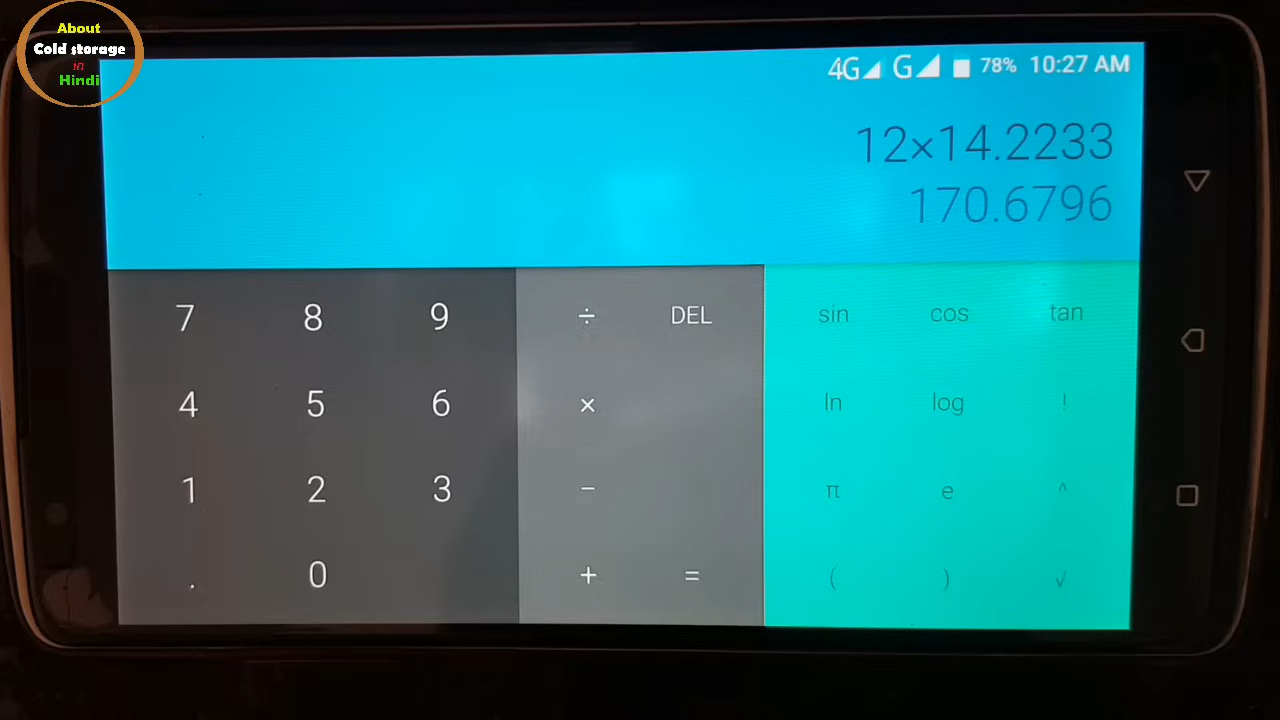 About
Cold storage
in
Hindi
4G G 78% 10:27 AM
12×14.2233
170.6796
7 8 9 ÷ DEL sin cos tan
4 5 6 × ln log !
1 2 3 − π e ^
. 0 + = ( ) √